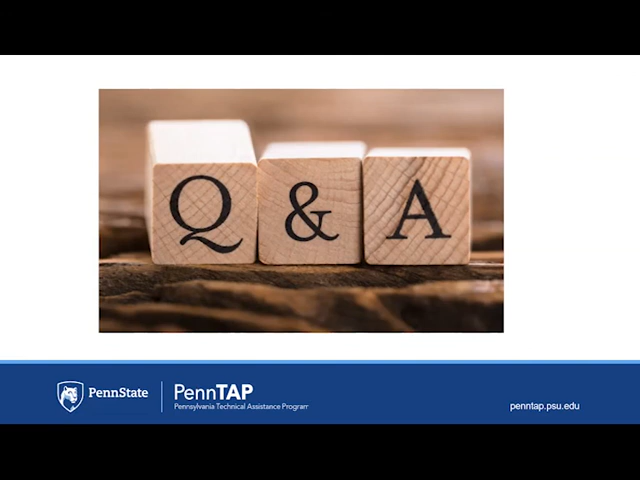 Q & A
PennState
PennTAP
Pennsylvania Technical Assistance Program
penntap.psu.edu